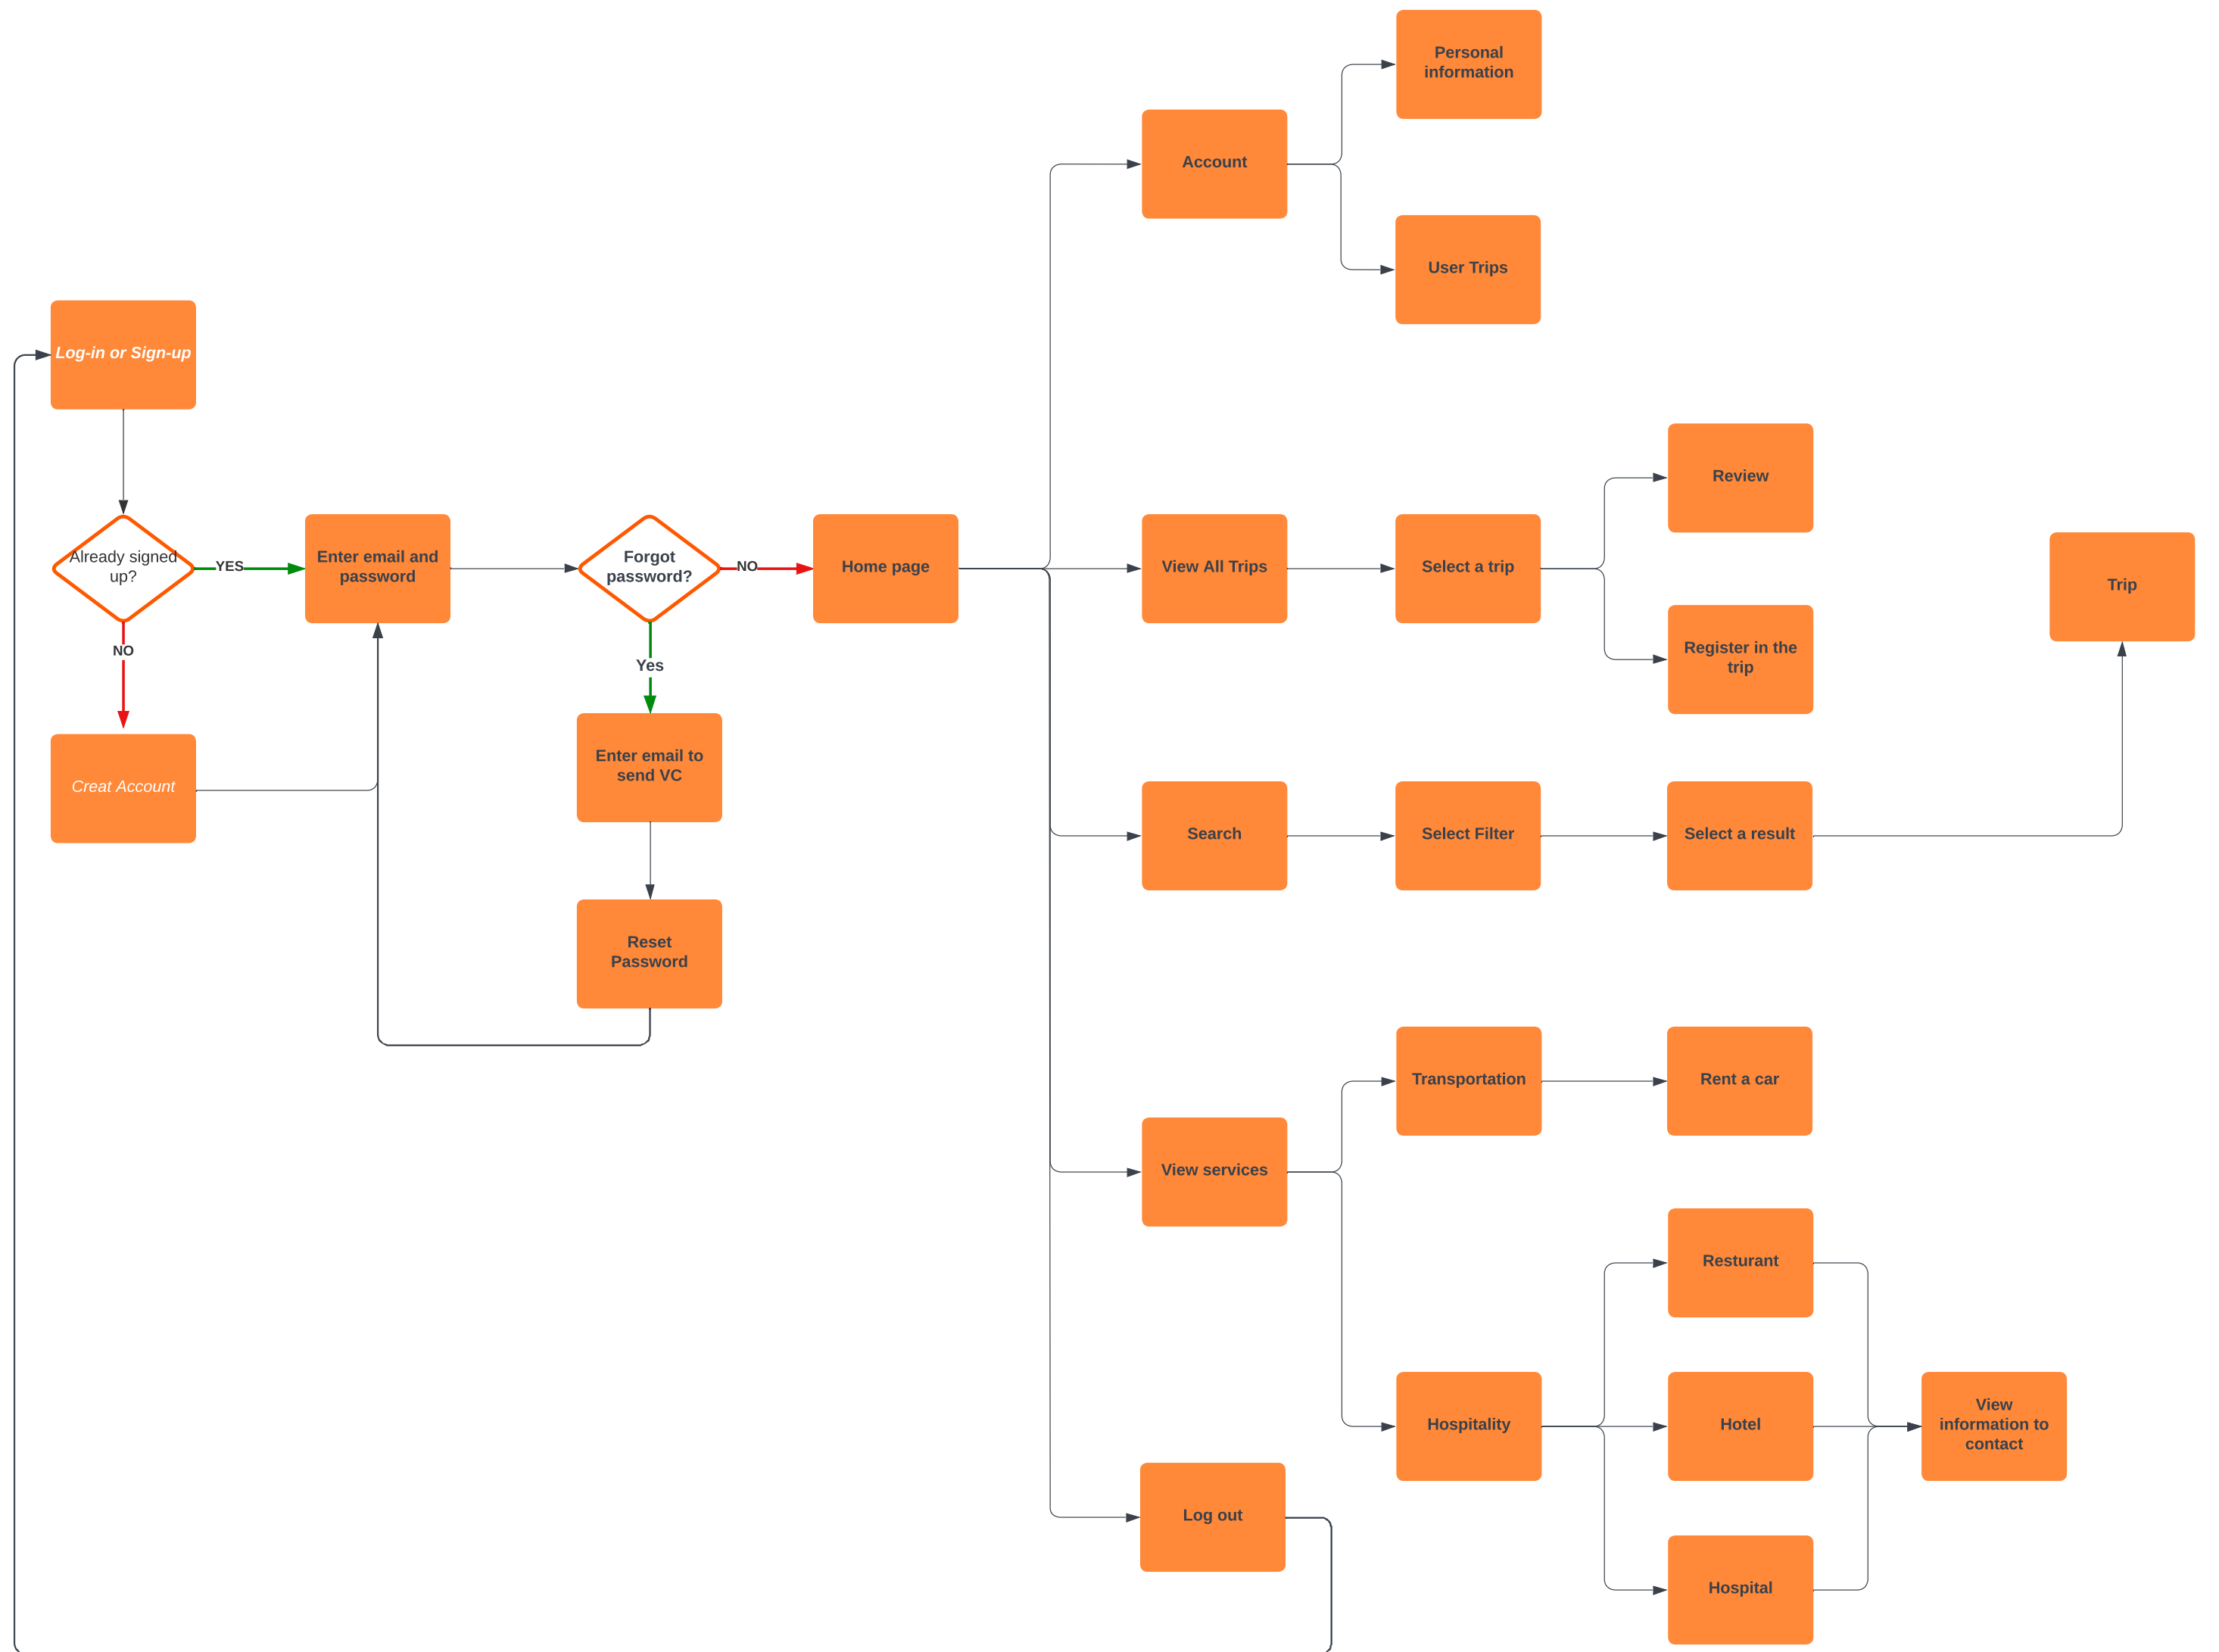 Personal
information
Account
User Trips
Log-in or Sign-up
Already signed
up?
YES
NO
Enter email and
password
Forgot
password?
NO
Yes
Home page
View All Trips
Select a trip
Review
Register in the
trip
Trip
Creat Account
Enter email to
send VC
Search
Select Filter
Select a result
Reset
Password
Transportation
Rent a car
View services
Resturant
Hospitality
Hotel
View
information to
contact
Log out
Hospital